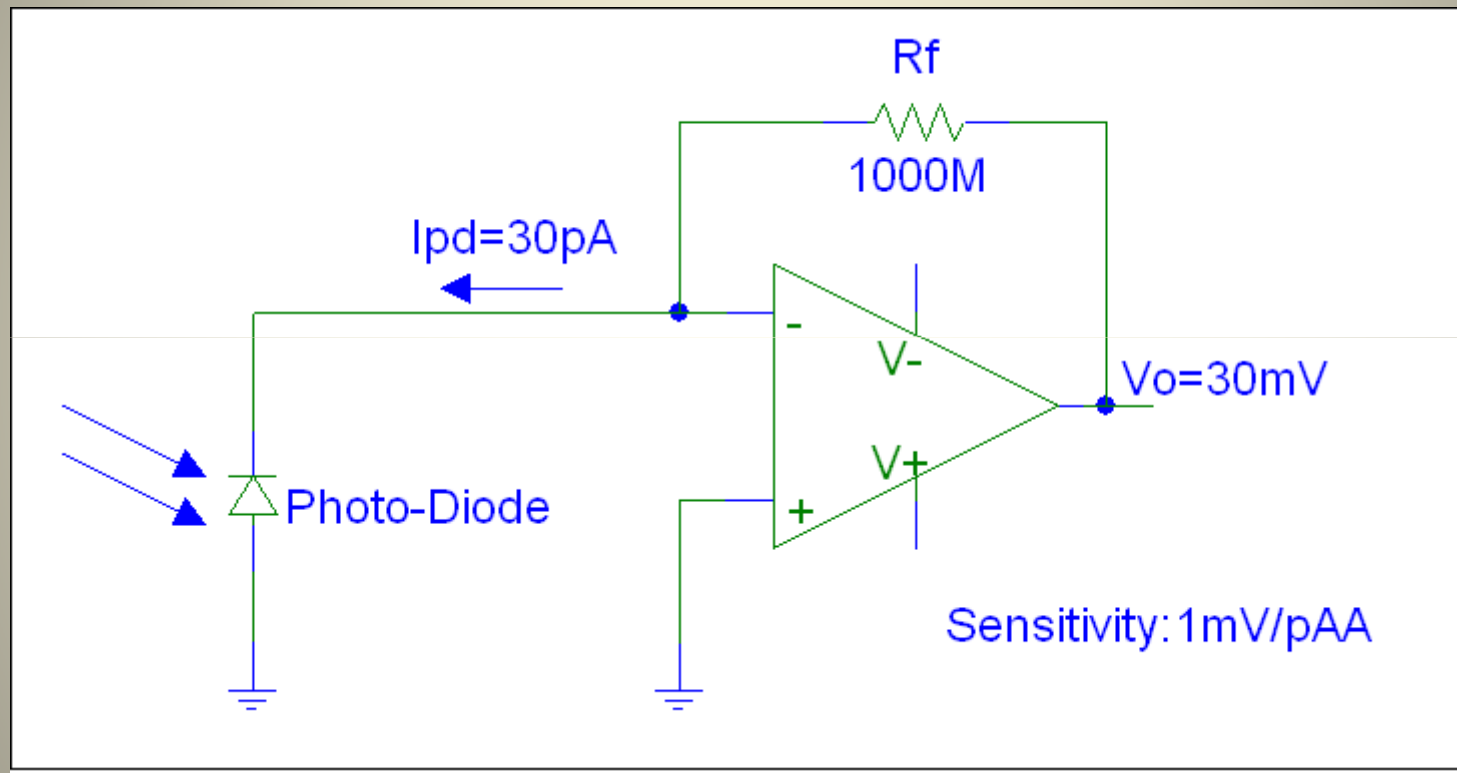 Rf
1000M
Ipd=30pA
-
V-
Vo=30mV
V+
+
Photo-Diode
Sensitivity:1mV/pAA